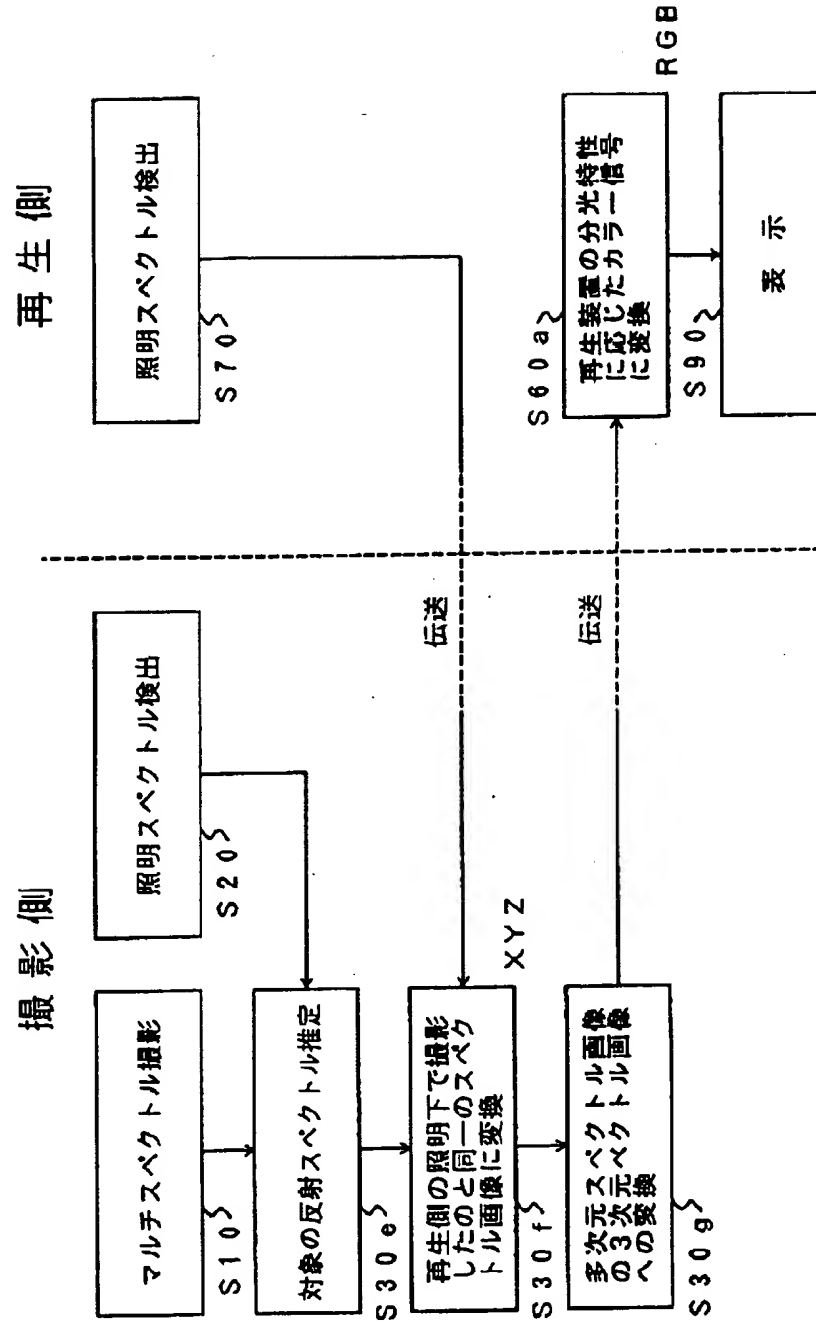 撮影側
マルチスペクトル撮影
S10
照明スペクトル検出
S20
対象の反射スペクトル推定
S30e
再生側の照明下で撮影
したのと同一のスペク
トル画像に変換
XYZ
S30f
多次元スペクトル画像
の3次元ベクトル画像
への変換
S30g
伝送
伝送
再生側
照明スペクトル検出
S70
S60a
再生装置の分光特性
に応じたカラー信号
に変換
RGB
S90
表示